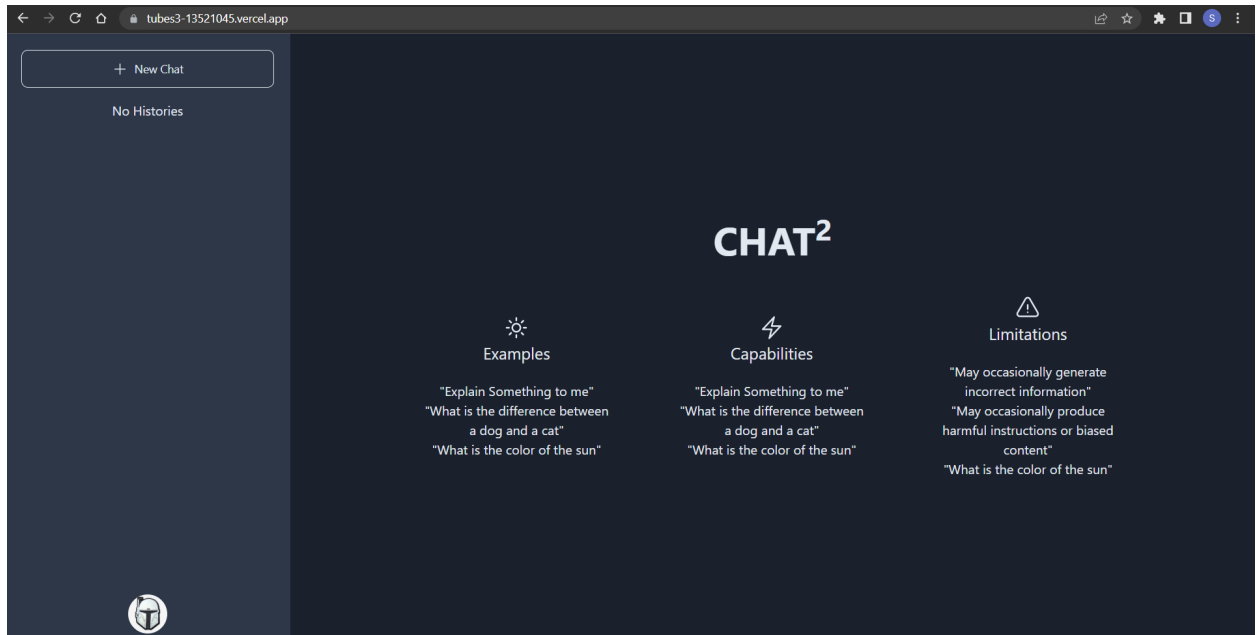 tubes3-13521045.vercel.app
S
New Chat
No Histories
CHAT²
Examples
"Explain Something to me"
"What is the difference between
a dog and a cat"
"What is the color of the sun"
Capabilities
"Explain Something to me"
"What is the difference between
a dog and a cat"
"What is the color of the sun"
Limitations
"May occasionally generate
incorrect information"
"May occasionally produce
harmful instructions or biased
content"
"What is the color of the sun"